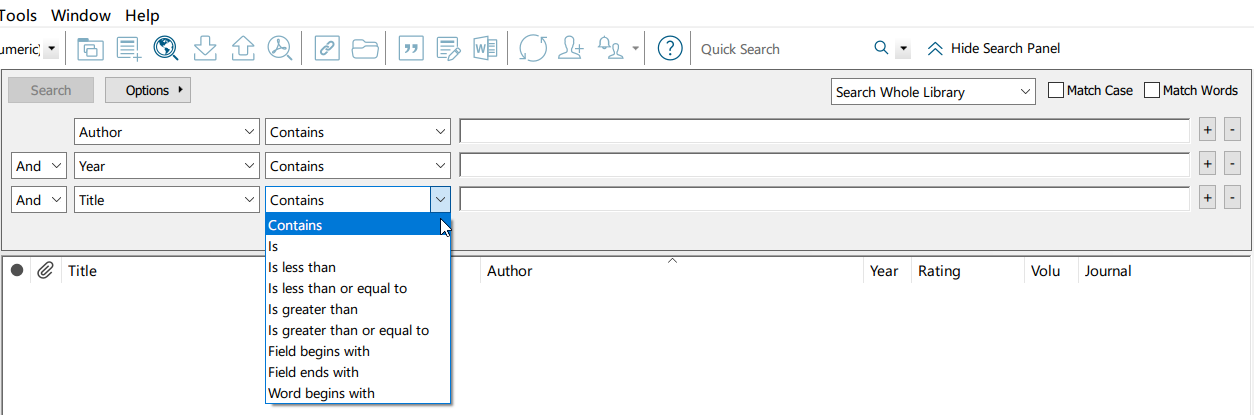 Tools Window Help
umeric) Quick Search Hide Search Panel
Search Options Search Whole Library Match Case Match Words
Author Contains + -
And Year Contains + -
And Title Contains + -
Contains
Is
Is less than
Is less than or equal to
Is greater than
Is greater than or equal to
Field begins with
Field ends with
Word begins with
Title Author Year Rating Volu Journal